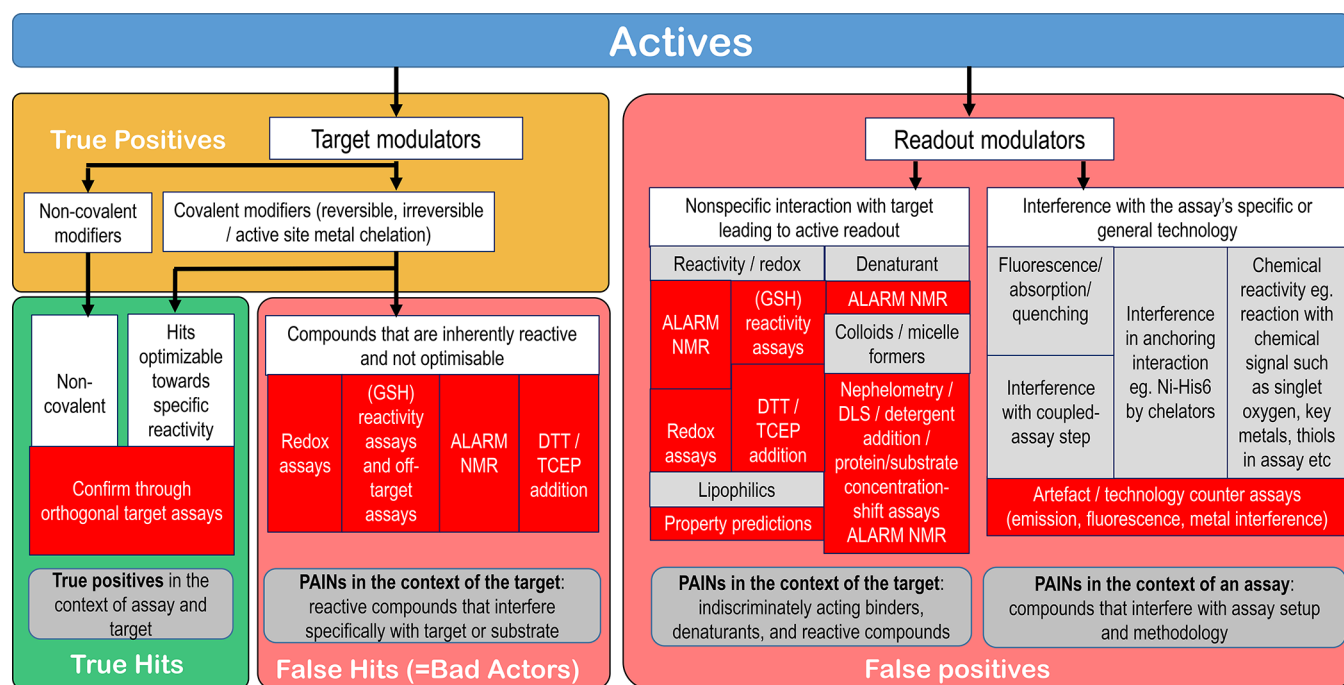 Actives
True Positives
Target modulators
Non-covalent
modifiers
Covalent modifiers (reversible, irreversible
/ active site metal chelation)
Non-
covalent
Hits
optimizable
towards
specific
reactivity
Confirm through
orthogonal target assays
True positives in the
context of assay and
target
True Hits
Compounds that are inherently reactive
and not optimisable
Redox
assays
(GSH)
reactivity
assays
and off-
target
assays
ALARM
NMR
DTT /
TCEP
addition
PAINs in the context of the target:
reactive compounds that interfere
specifically with target or substrate
False Hits (=Bad Actors)
Readout modulators
Nonspecific interaction with target
leading to active readout
Reactivity / redox
ALARM
NMR
(GSH)
reactivity
assays
Redox
assays
DTT /
TCEP
addition
Lipophilics
Property predictions
Denaturant
ALARM NMR
Colloids / micelle
formers
Nephelometry /
DLS / detergent
addition /
protein/substrate
concentration-
shift assays
ALARM NMR
PAINs in the context of the target:
indiscriminately acting binders,
denaturants, and reactive compounds
Interference with the assay's specific or
general technology
Fluorescence/
absorption/
quenching
Interference
with coupled-
assay step
Interference
in anchoring
interaction
eg. Ni-His6
by chelators
Chemical
reactivity eg.
reaction with
chemical
signal such
as singlet
oxygen, key
metals, thiols
in assay etc
Artefact / technology counter assays
(emission, fluorescence, metal interference)
PAINs in the context of an assay:
compounds that interfere with assay setup
and methodology
False positives